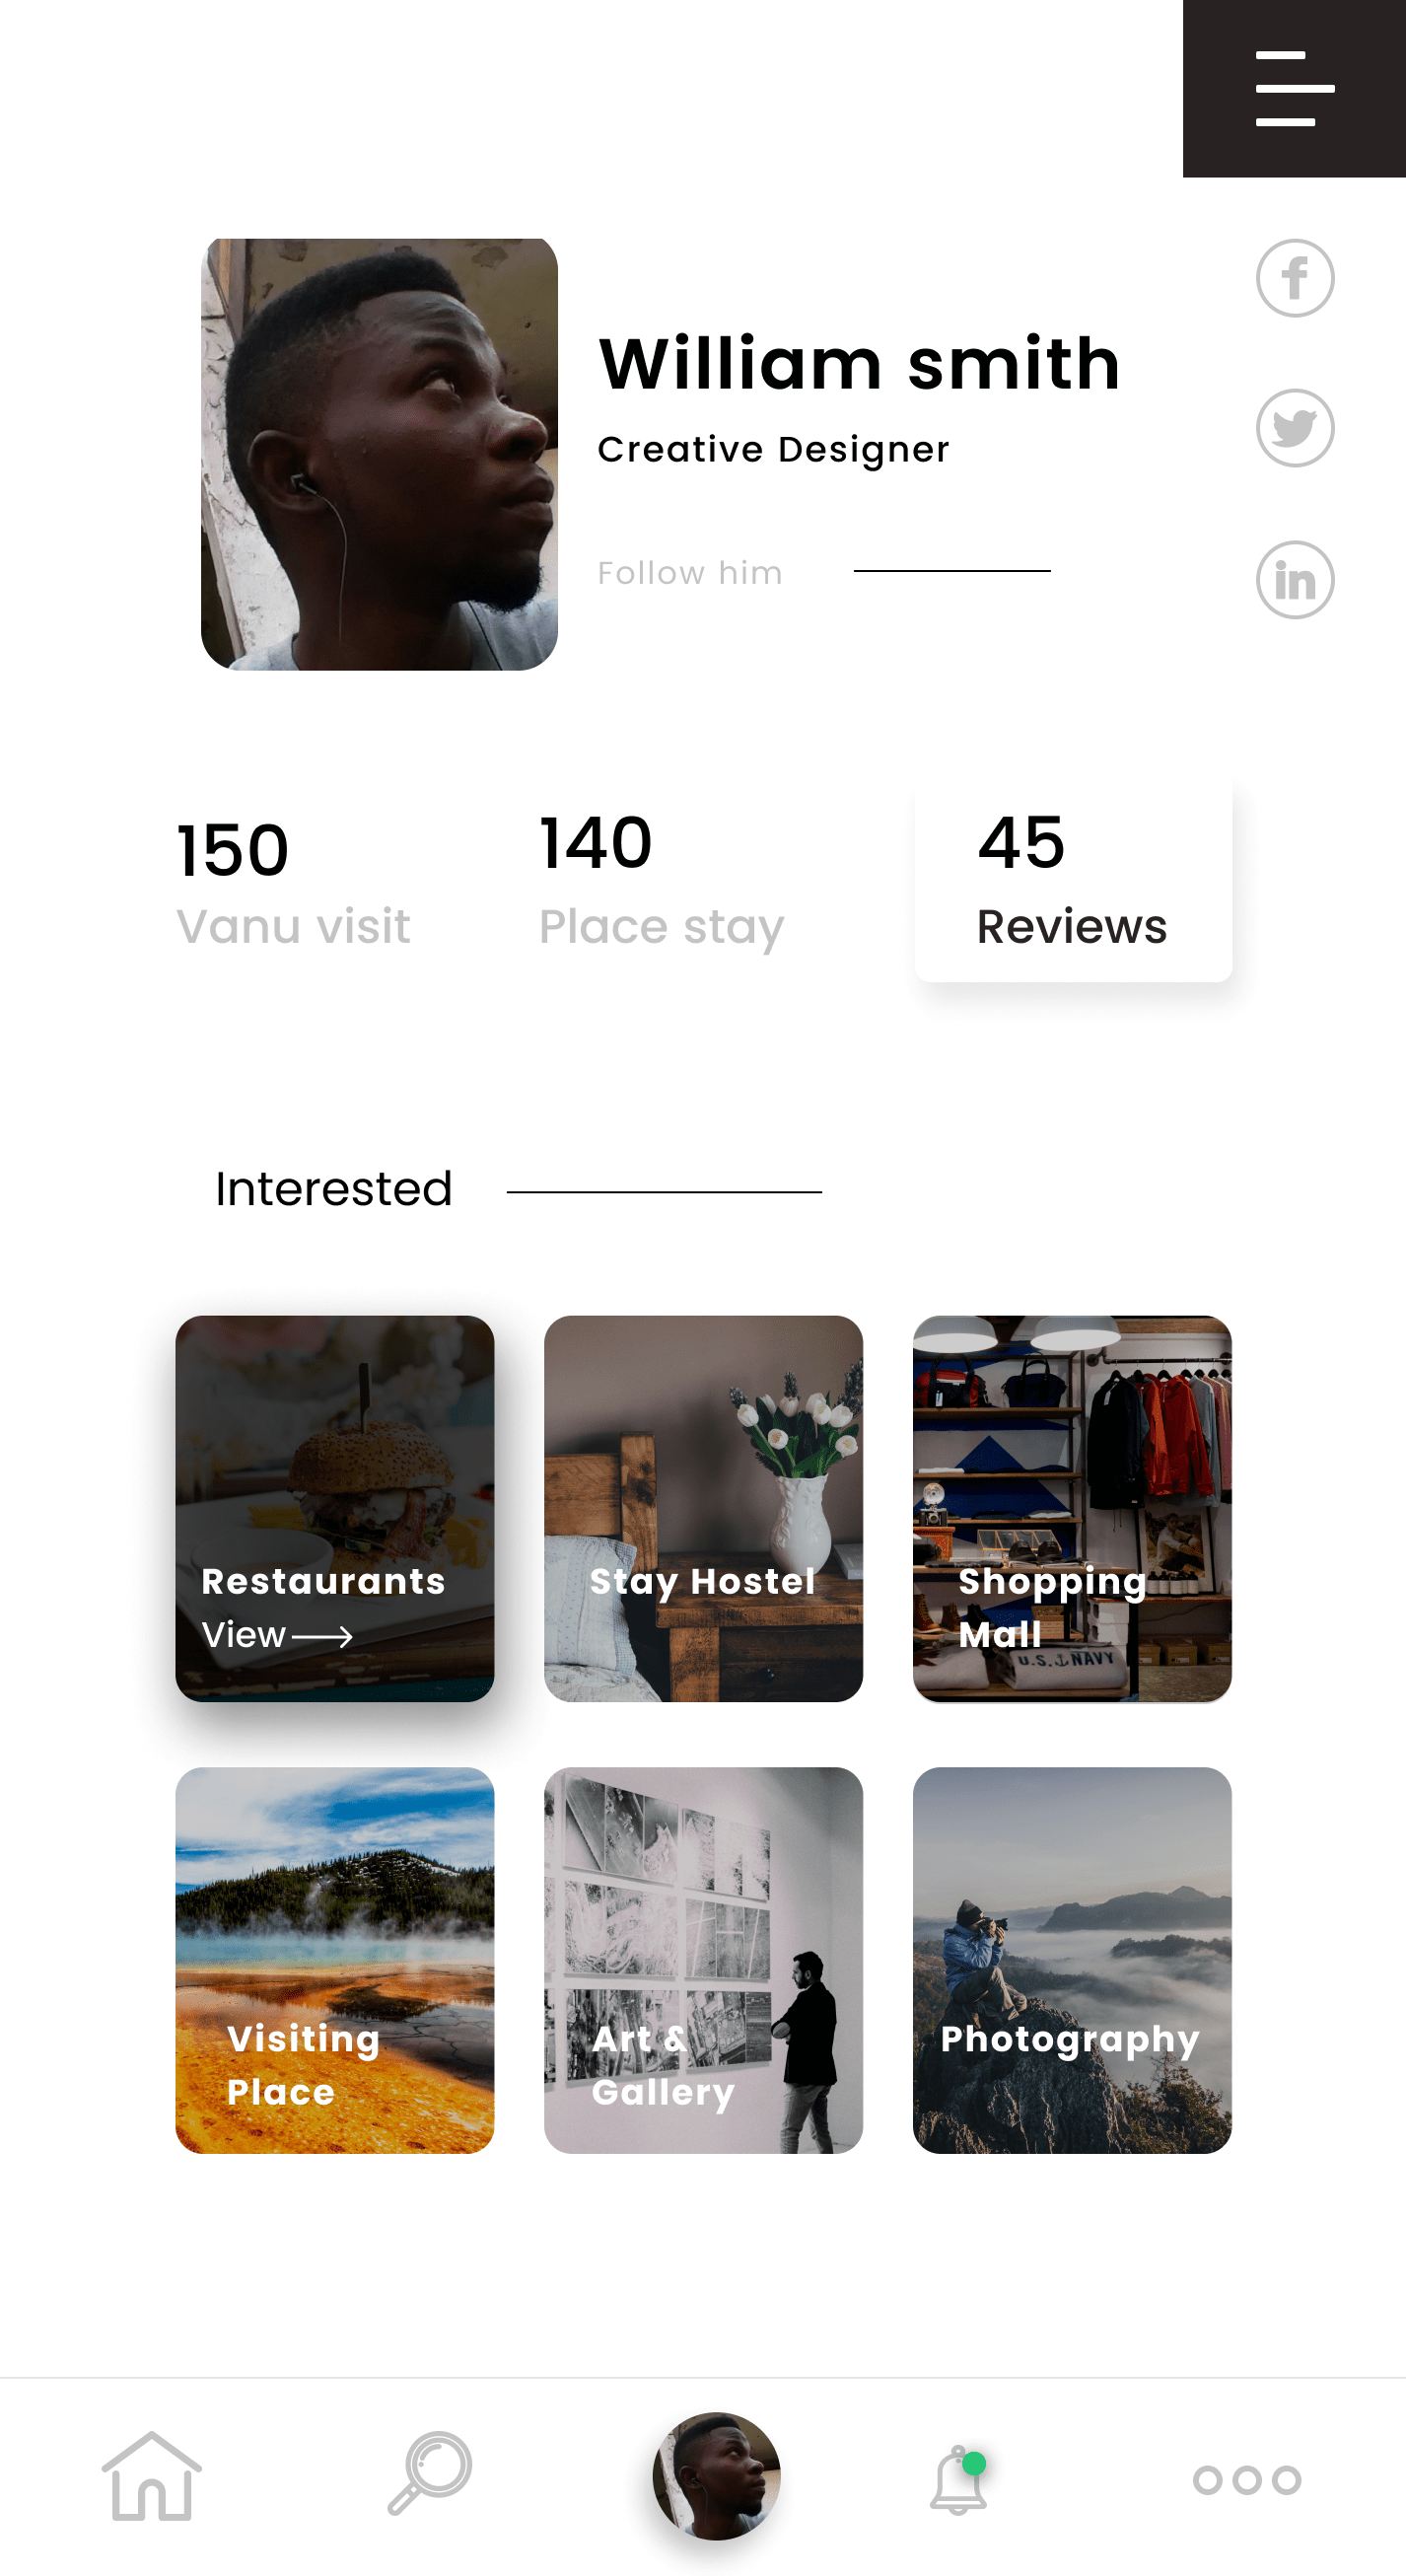 William smith
Creative Designer
Follow him
150
Vanu visit
140
Place stay
45
Reviews
Interested
Restaurants
View
Stay Hostel
Shopping
Mall
U.S. NAVY
Visiting
Place
Art &
Gallery
Photography